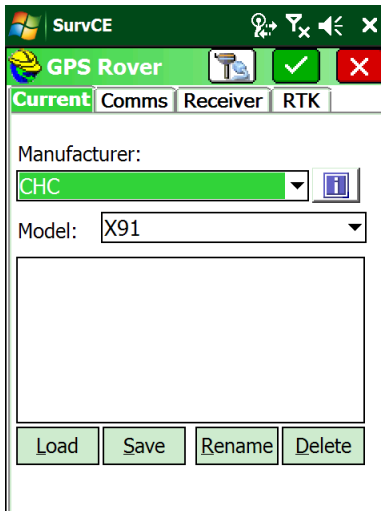 SurvCE
GPS Rover
Current Comms Receiver RTK
Manufacturer:
CHC
Model: X91
Load Save Rename Delete